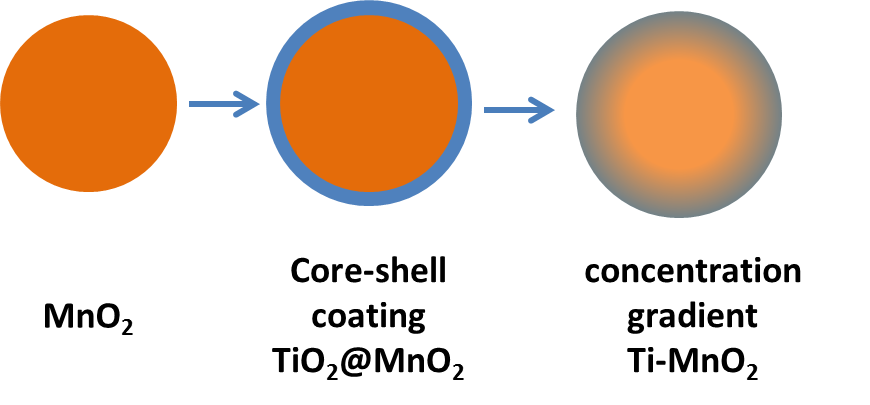 MnO₂
Core-shell
coating
TiO₂@MnO₂
concentration
gradient
Ti-MnO₂